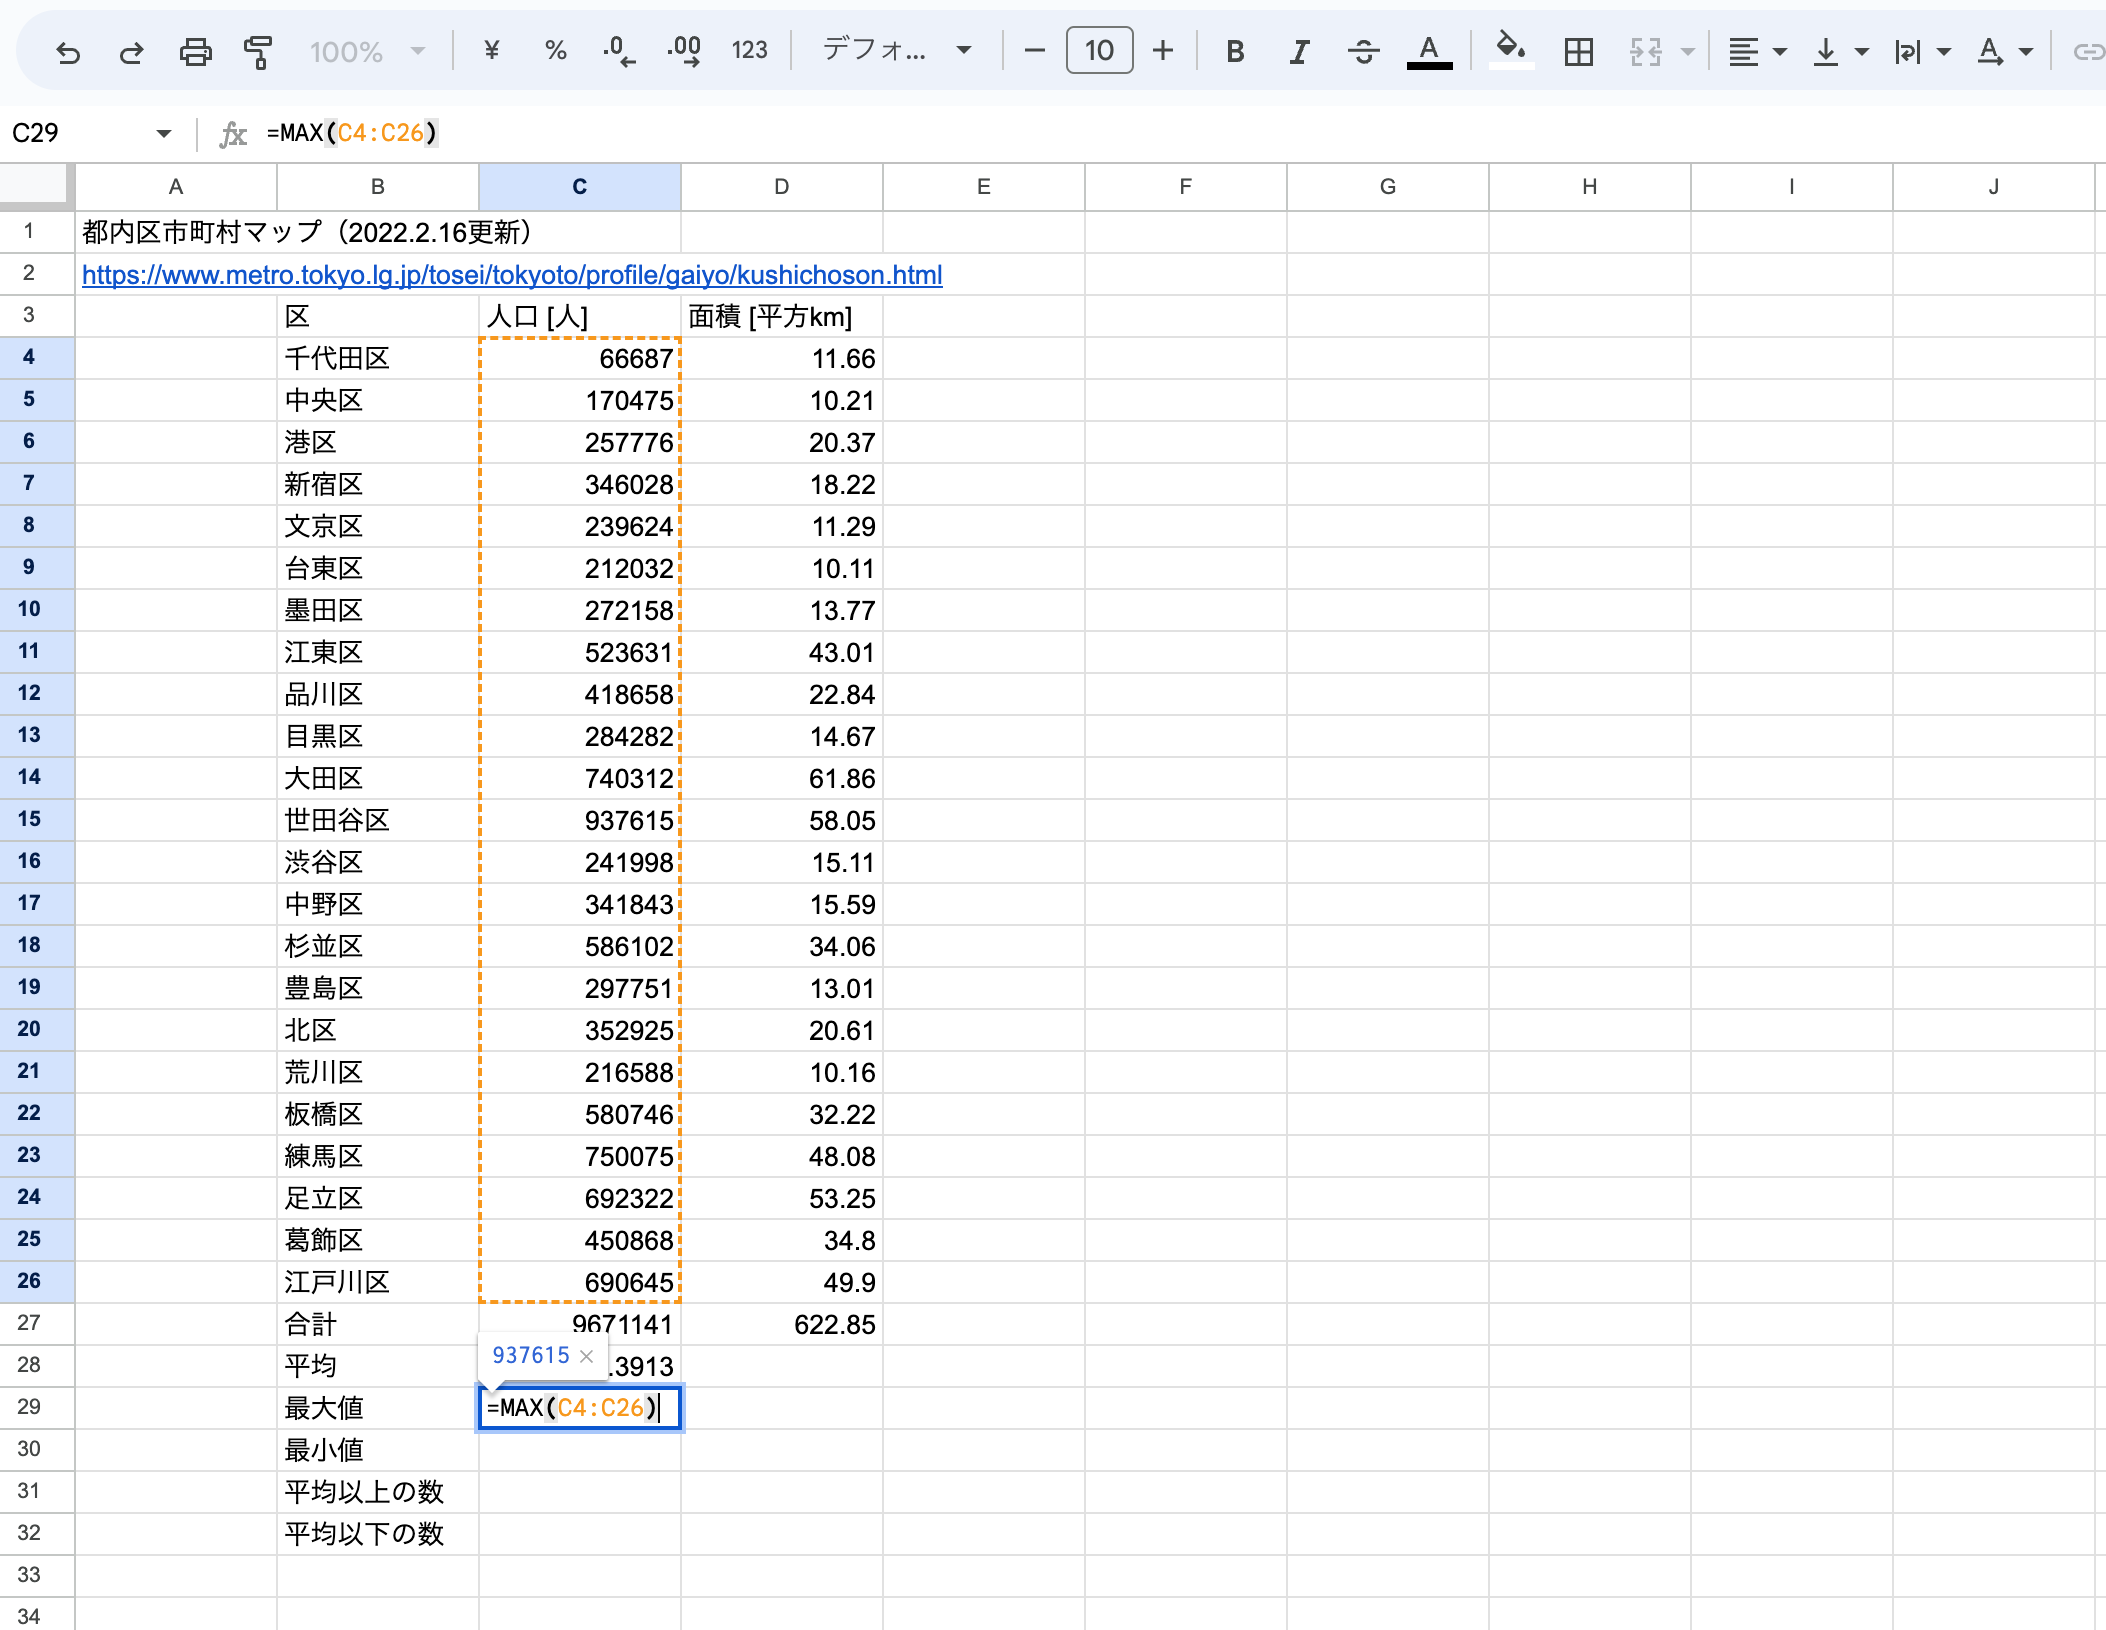 100% ¥ % .0 .00 123 デフォ... 10 B I A A
C29 fx =MAX(C4:C26)
A B C D E F G H I J
1 都内区市町村マップ（2022.2.16更新）
2 https://www.metro.tokyo.lg.jp/tosei/tokyoto/profile/gaiyo/kushichoson.html
3 区 人口 [人] 面積 [平方km]
4 千代田区 66687 11.66
5 中央区 170475 10.21
6 港区 257776 20.37
7 新宿区 346028 18.22
8 文京区 239624 11.29
9 台東区 212032 10.11
10 墨田区 272158 13.77
11 江東区 523631 43.01
12 品川区 418658 22.84
13 目黒区 284282 14.67
14 大田区 740312 61.86
15 世田谷区 937615 58.05
16 渋谷区 241998 15.11
17 中野区 341843 15.59
18 杉並区 586102 34.06
19 豊島区 297751 13.01
20 北区 352925 20.61
21 荒川区 216588 10.16
22 板橋区 580746 32.22
23 練馬区 750075 48.08
24 足立区 692322 53.25
25 葛飾区 450868 34.8
26 江戸川区 690645 49.9
27 合計 9671141 622.85
28 平均 937615 × .3913
29 最大値 =MAX(C4:C26)
30 最小値
31 平均以上の数
32 平均以下の数
33
34